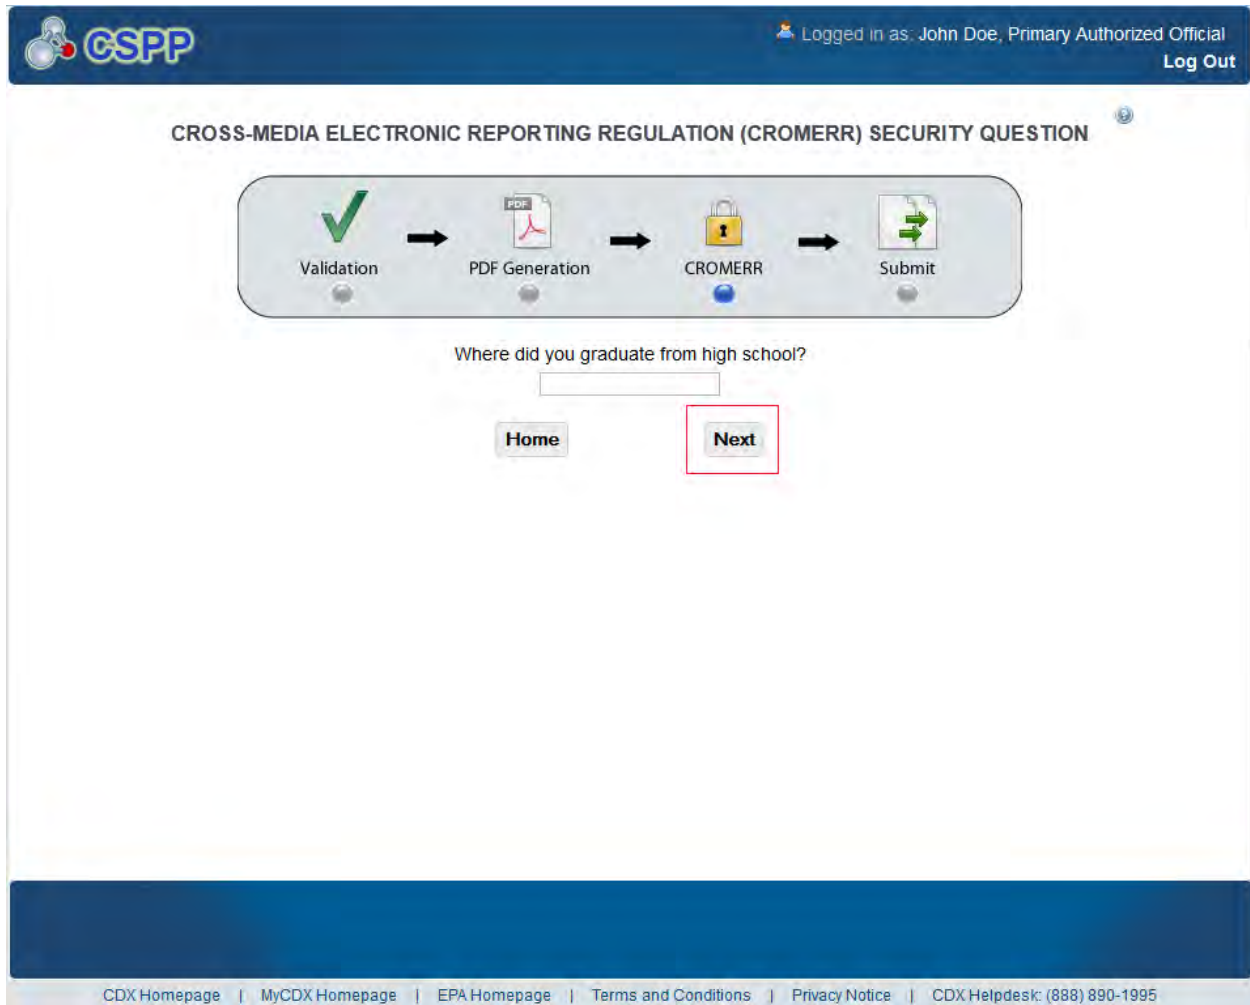 CSPP
Logged in as: John Doe, Primary Authorized Official
Log Out
CROSS-MEDIA ELECTRONIC REPORTING REGULATION (CROMERR) SECURITY QUESTION
PDF
Validation PDF Generation CROMERR Submit
Where did you graduate from high school?
Home Next
CDX Homepage | MyCDX Homepage | EPA Homepage | Terms and Conditions | Privacy Notice | CDX Helpdesk: (888) 890-1995